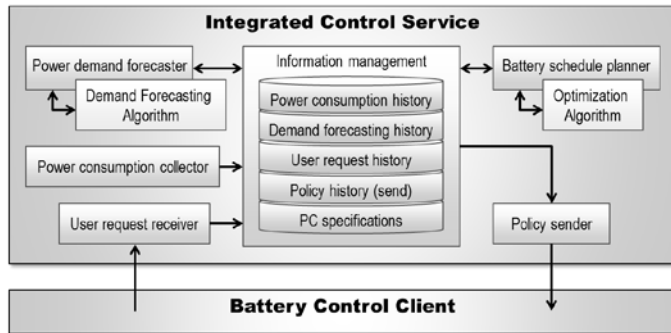 Integrated Control Service
Power demand forecaster
Demand Forecasting
Algorithm
Power consumption collector
User request receiver
Information management
Power consumption history
Demand forecasting history
User request history
Policy history (send)
PC specifications
Battery schedule planner
Optimization
Algorithm
Policy sender
Battery Control Client